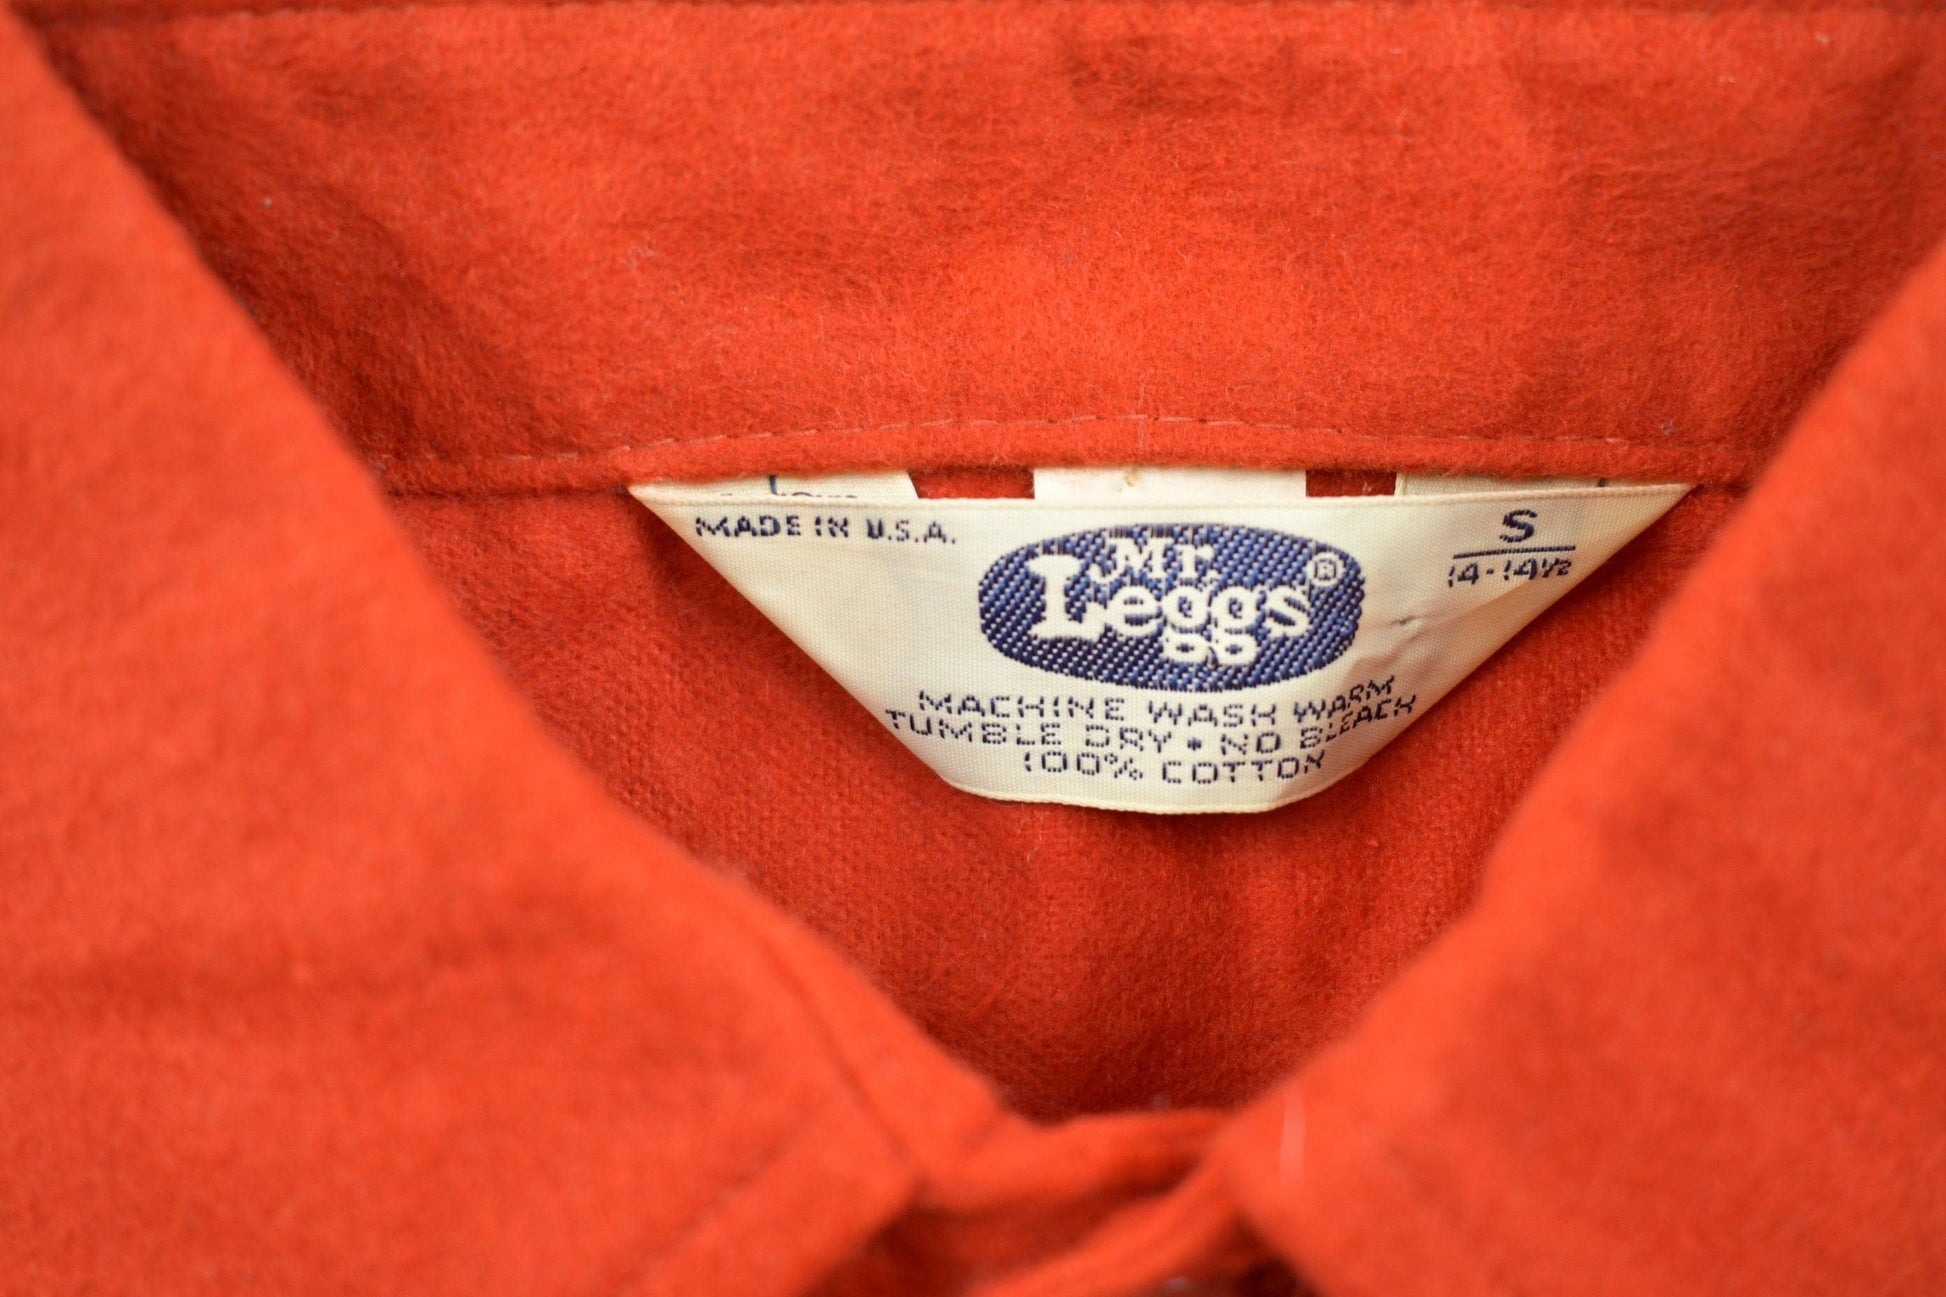 MADE IN U.S.A.
Mr.
Leggs ®
S
14-14½
MACHINE WASH WARM
TUMBLE DRY • NO BLEACH
100% COTTON